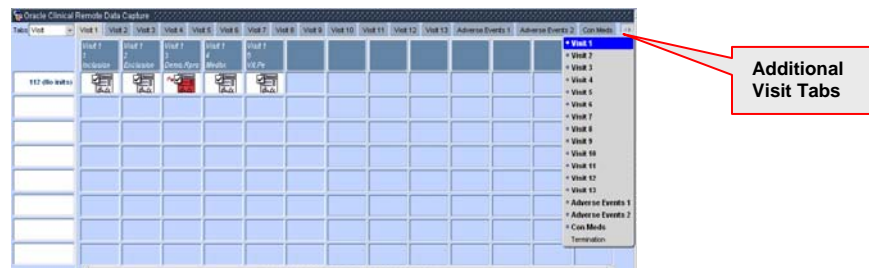 Oracle Clinical Remote Data Capture
Tabs Visit Visit 1 Visit 2 Visit 3 Visit 4 Visit 5 Visit 6 Visit 7 Visit 8 Visit 9 Visit 10 Visit 11 Visit 12 Visit 13 Adverse Events 1 Adverse Events 2 Con Meds
Visit 1 Visit 1 Visit 1 Visit 1 Visit 1
1 2 3 4 5
Inclusion Exclusion Demo,Rpro Medhx Vit,Pe
112 dto initss
Visit 1
Visit 2
Visit 3
Visit 4
Visit 5
Visit 6
Visit 7
Visit 8
Visit 9
Visit 10
Visit 11
Visit 12
Visit 13
Adverse Events 1
Adverse Events 2
Con Meds
Termination
Additional
Visit Tabs